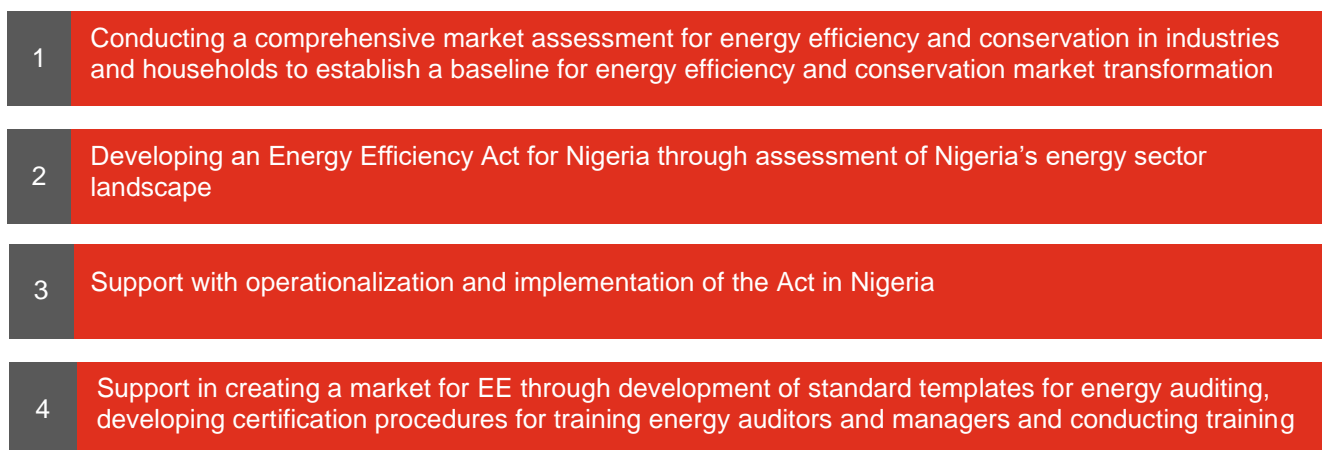 1
Conducting a comprehensive market assessment for energy efficiency and conservation in industries
and households to establish a baseline for energy efficiency and conservation market transformation
2
Developing an Energy Efficiency Act for Nigeria through assessment of Nigeria’s energy sector
landscape
3
Support with operationalization and implementation of the Act in Nigeria
4
Support in creating a market for EE through development of standard templates for energy auditing,
developing certification procedures for training energy auditors and managers and conducting training